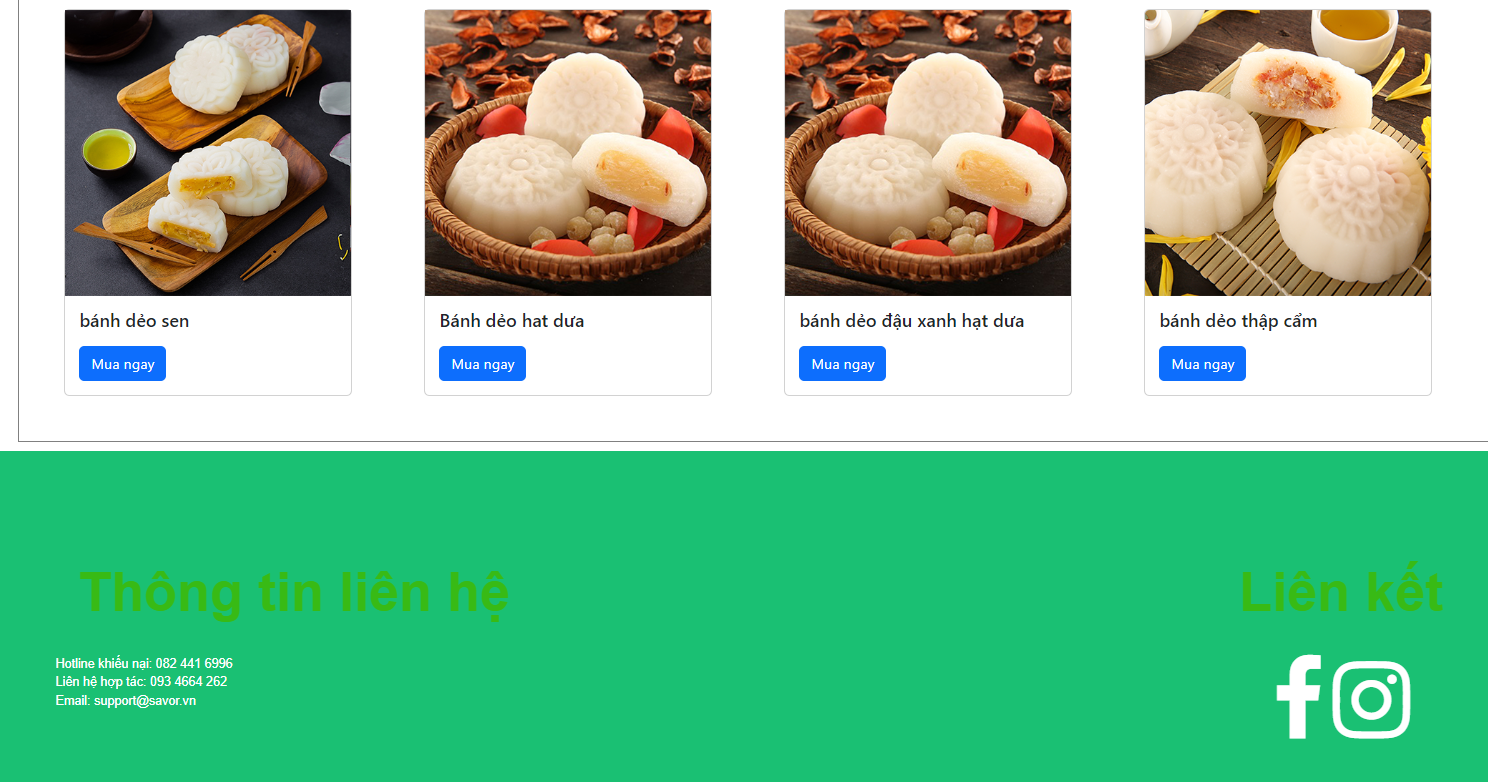 bánh dẻo sen
Bánh dẻo hat dưa
bánh dẻo đậu xanh hạt dưa
bánh dẻo thập cẩm
Mua ngay
Mua ngay
Mua ngay
Mua ngay
Thông tin liên hệ
Liên kết
Hotline khiếu nại: 082 441 6996
Liên hệ hợp tác: 093 4664 262
Email: support@savor.vn